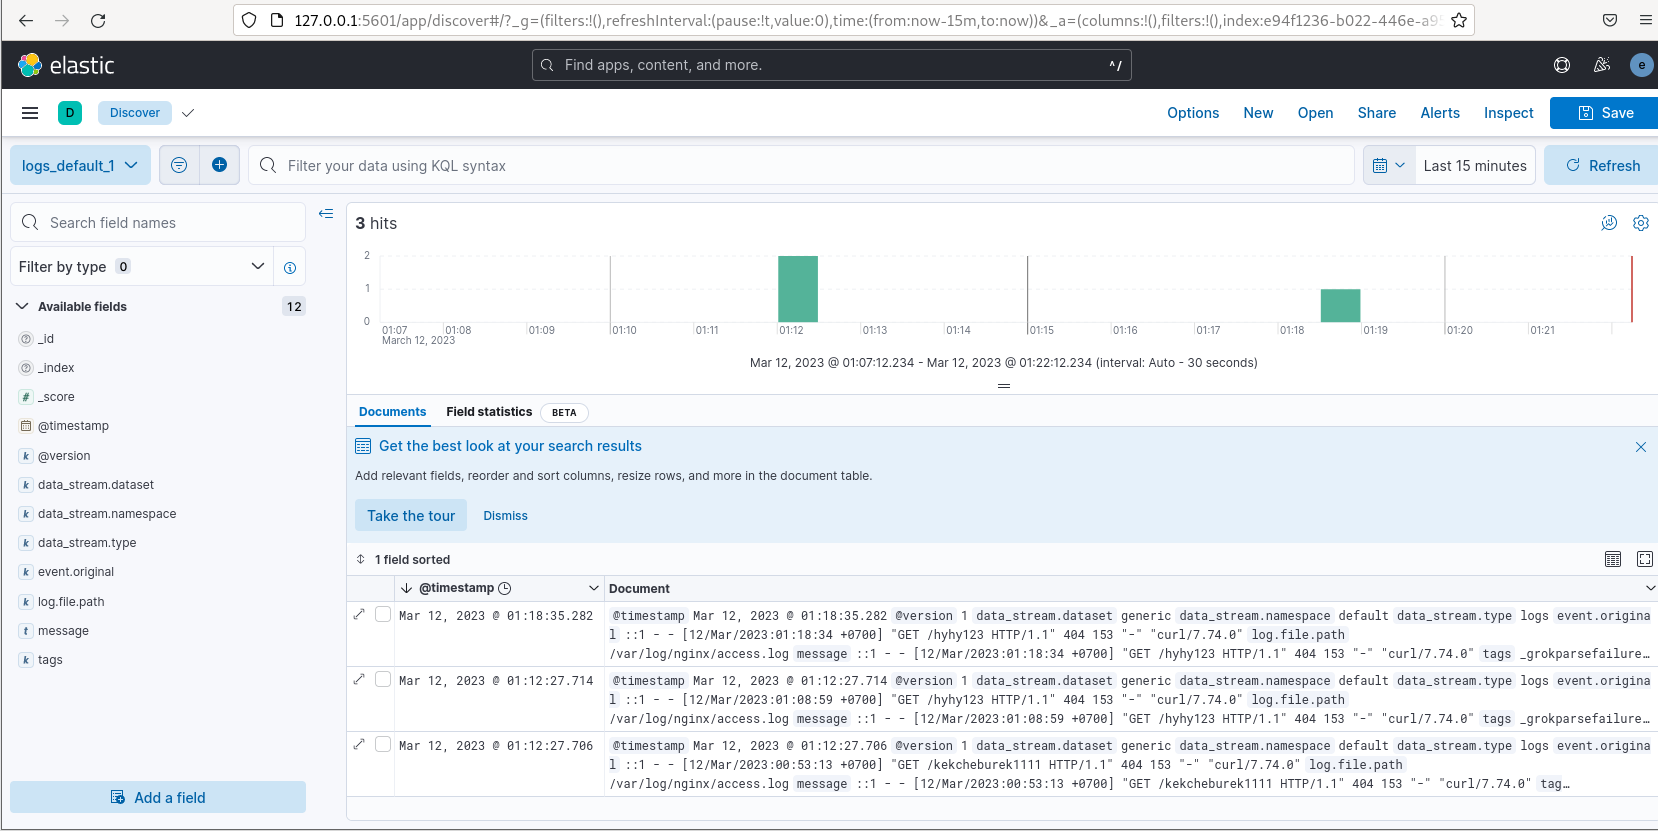 127.0.0.1:5601/app/discover#/?_g=(filters:!(),refreshInterval:(pause:!t,value:0),time:(from:now-15m,to:now))&_a=(columns:!(),filters:!(),index:e94f1236-b022-446e-a95
elastic
Find apps, content, and more.
^/
e
D
Discover
Options New Open Share Alerts Inspect Save
logs_default_1
Filter your data using KQL syntax
Last 15 minutes
Refresh
Search field names
Filter by type 0
Available fields 12
_id
_index
# _score
@timestamp
k @version
k data_stream.dataset
k data_stream.namespace
k data_stream.type
k event.original
k log.file.path
t message
k tags
Add a field
3 hits
2
1
0
01:07 01:08 01:09 01:10 01:11 01:12 01:13 01:14 01:15 01:16 01:17 01:18 01:19 01:20 01:21
March 12, 2023
Mar 12, 2023 @ 01:07:12.234 - Mar 12, 2023 @ 01:22:12.234 (interval: Auto - 30 seconds)
Documents Field statistics BETA
Get the best look at your search results
Add relevant fields, reorder and sort columns, resize rows, and more in the document table.
Take the tour Dismiss
1 field sorted
@timestamp Document
Mar 12, 2023 @ 01:18:35.282 @timestamp Mar 12, 2023 @ 01:18:35.282 @version 1 data_stream.dataset generic data_stream.namespace default data_stream.type logs event.origina
l ::1 - - [12/Mar/2023:01:18:34 +0700] "GET /hyhy123 HTTP/1.1" 404 153 "-" "curl/7.74.0" log.file.path
/var/log/nginx/access.log message ::1 - - [12/Mar/2023:01:18:34 +0700] "GET /hyhy123 HTTP/1.1" 404 153 "-" "curl/7.74.0" tags _grokparsefailure…
Mar 12, 2023 @ 01:12:27.714 @timestamp Mar 12, 2023 @ 01:12:27.714 @version 1 data_stream.dataset generic data_stream.namespace default data_stream.type logs event.origina
l ::1 - - [12/Mar/2023:01:08:59 +0700] "GET /hyhy123 HTTP/1.1" 404 153 "-" "curl/7.74.0" log.file.path
/var/log/nginx/access.log message ::1 - - [12/Mar/2023:01:08:59 +0700] "GET /hyhy123 HTTP/1.1" 404 153 "-" "curl/7.74.0" tags _grokparsefailure…
Mar 12, 2023 @ 01:12:27.706 @timestamp Mar 12, 2023 @ 01:12:27.706 @version 1 data_stream.dataset generic data_stream.namespace default data_stream.type logs event.origina
l ::1 - - [12/Mar/2023:00:53:13 +0700] "GET /kekcheburek1111 HTTP/1.1" 404 153 "-" "curl/7.74.0" log.file.path
/var/log/nginx/access.log message ::1 - - [12/Mar/2023:00:53:13 +0700] "GET /kekcheburek1111 HTTP/1.1" 404 153 "-" "curl/7.74.0" tag…